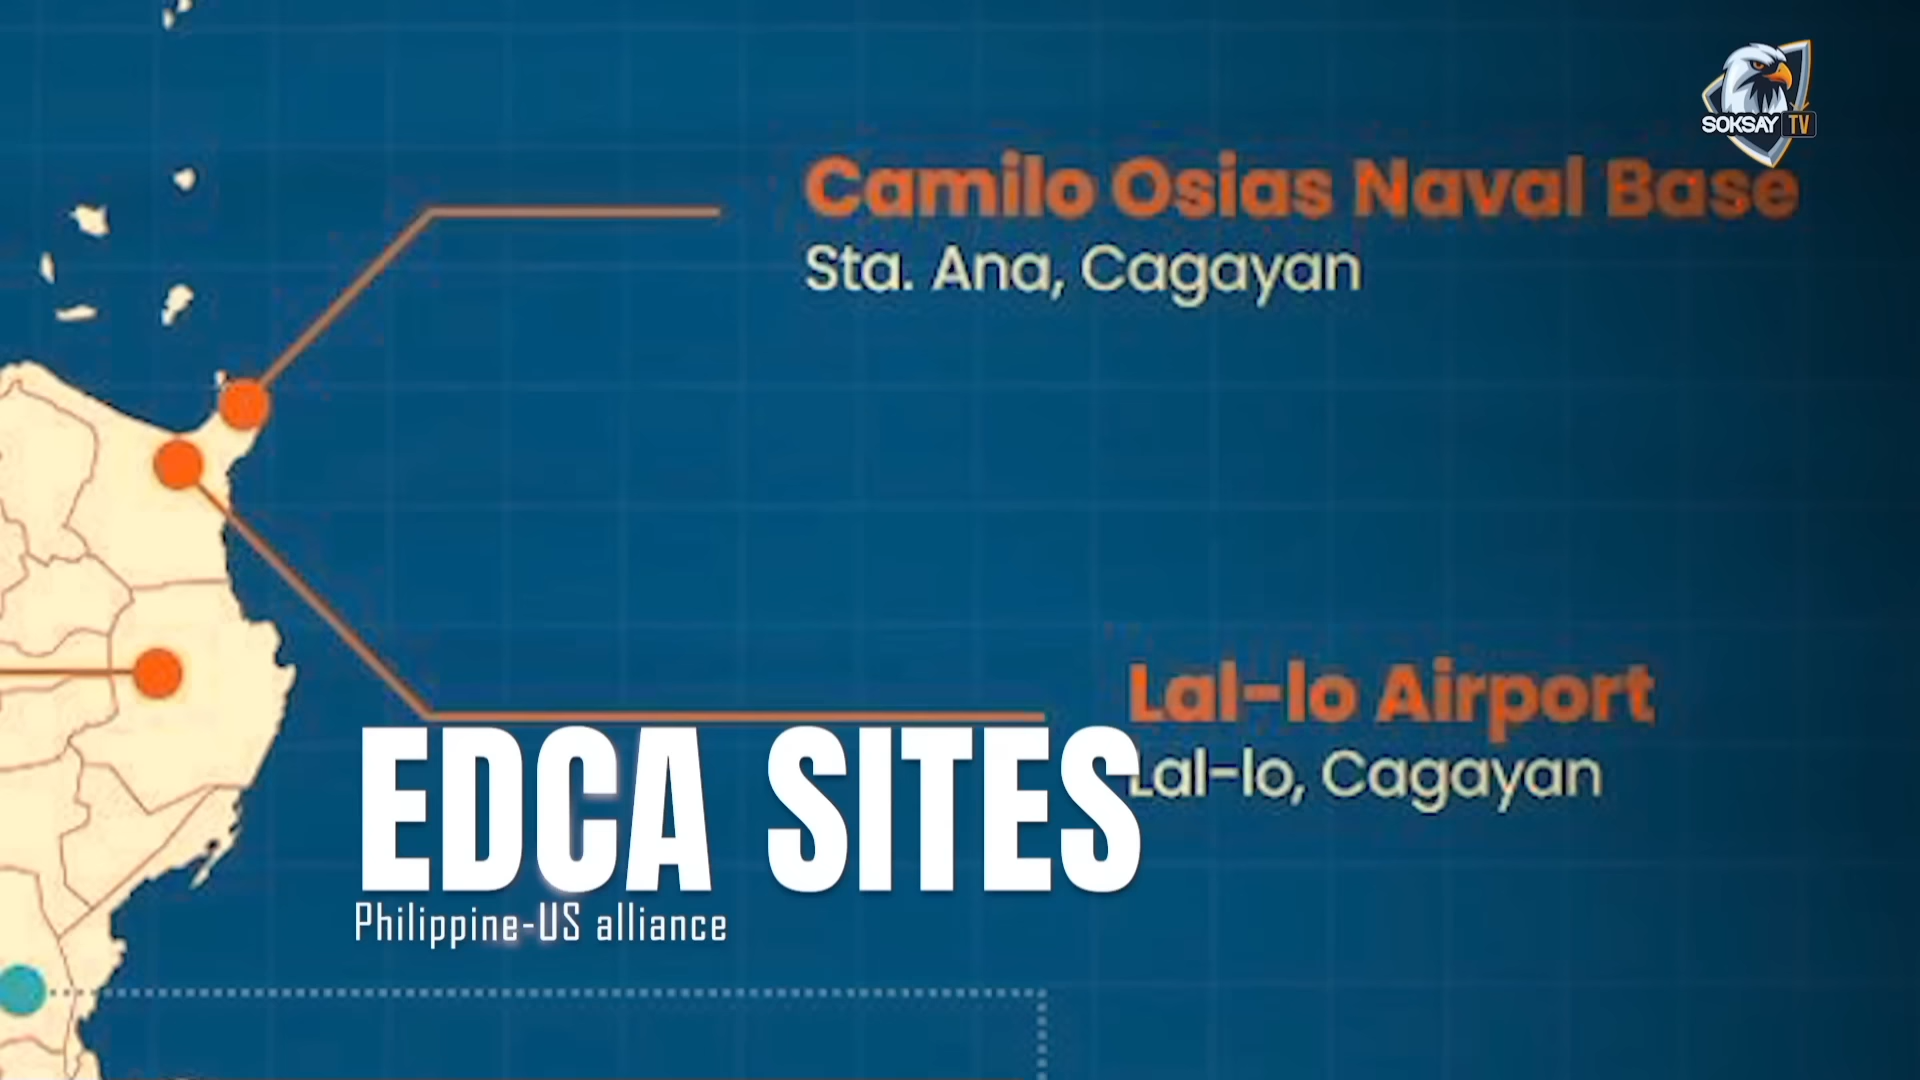 SOKSAY TV
Camilo Osias Naval Base
Sta. Ana, Cagayan
Lal-lo Airport
Lal-lo, Cagayan
EDCA SITES
Philippine-US alliance